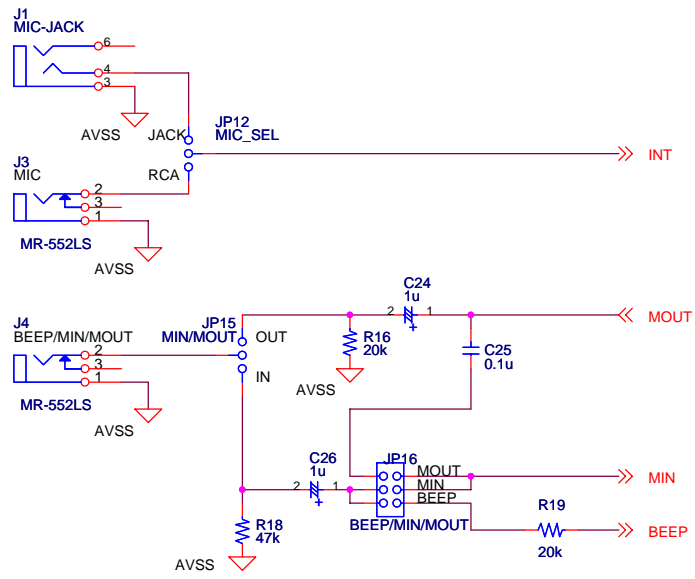 J1
MIC-JACK
6
4
3
AVSS
JACK
JP12
MIC_SEL
INT
RCA
J3
MIC
2
3
1
MR-552LS
AVSS
C24
1u
2
1
MOUT
J4
BEEP/MIN/MOUT
2
3
1
MR-552LS
AVSS
JP15
MIN/MOUT
OUT
IN
R16
20k
AVSS
C25
0.1u
C26
1u
2
1
JP16
MOUT
MIN
BEEP
BEEP/MIN/MOUT
MIN
R18
47k
AVSS
R19
20k
BEEP